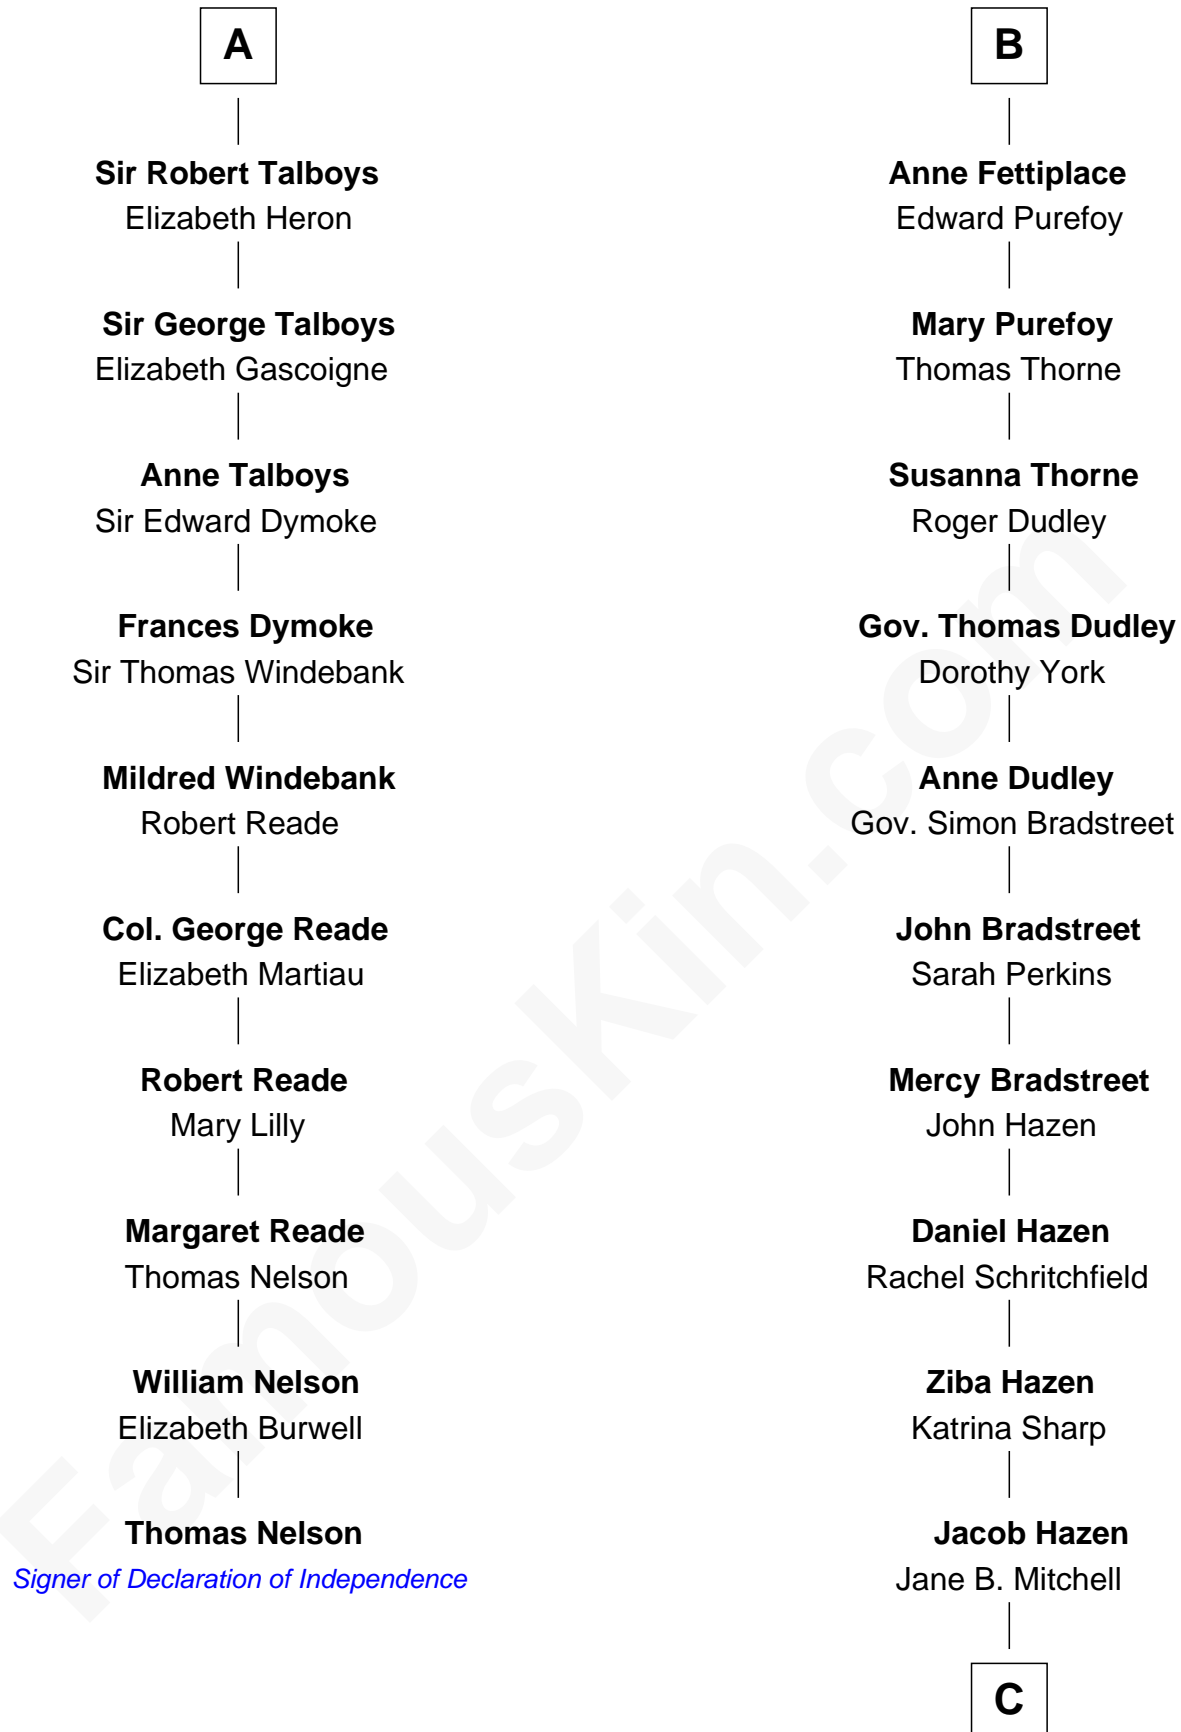 A
Sir Robert Talboys
Elizabeth Heron
Sir George Talboys
Elizabeth Gascoigne
Anne Talboys
Sir Edward Dymoke
Frances Dymoke
Sir Thomas Windebank
Mildred Windebank
Robert Reade
Col. George Reade
Elizabeth Martiau
Robert Reade
Mary Lilly
Margaret Reade
Thomas Nelson
William Nelson
Elizabeth Burwell
Thomas Nelson
Signer of Declaration of Independence
B
Anne Fettiplace
Edward Purefoy
Mary Purefoy
Thomas Thorne
Susanna Thorne
Roger Dudley
Gov. Thomas Dudley
Dorothy York
Anne Dudley
Gov. Simon Bradstreet
John Bradstreet
Sarah Perkins
Mercy Bradstreet
John Hazen
Daniel Hazen
Rachel Schritchfield
Ziba Hazen
Katrina Sharp
Jacob Hazen
Jane B. Mitchell
C
FamousKin.com